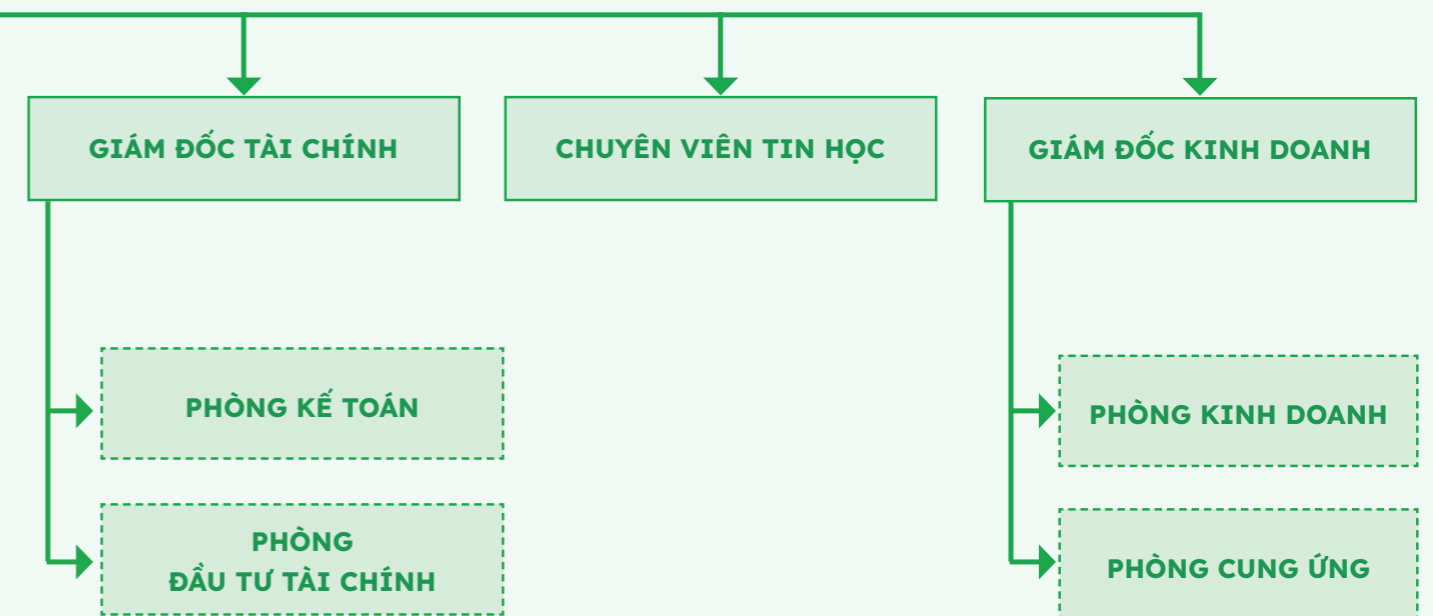 GIÁM ĐỐC TÀI CHÍNH
CHUYÊN VIÊN TIN HỌC
GIÁM ĐỐC KINH DOANH
PHÒNG KẾ TOÁN
PHÒNG KINH DOANH
PHÒNG
ĐẦU TƯ TÀI CHÍNH
PHÒNG CUNG ỨNG